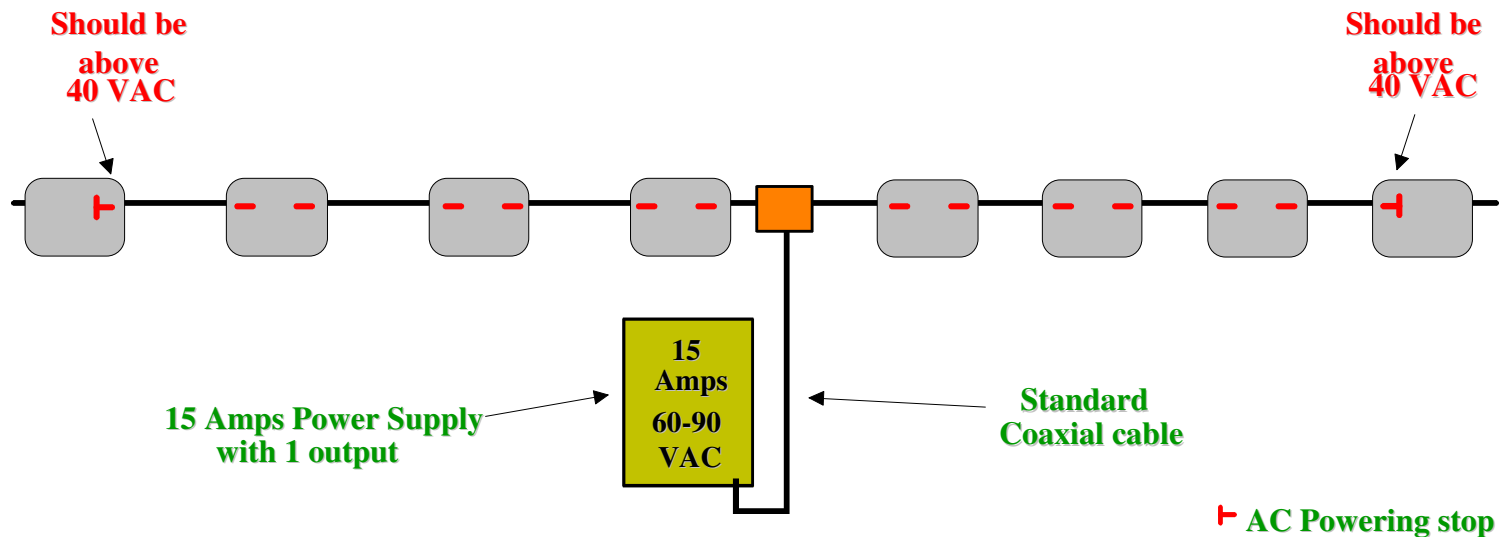 Should be
above
40 VAC
Should be
above
40 VAC
15
Amps
60-90
VAC
15 Amps Power Supply
with 1 output
Standard
Coaxial cable
AC Powering stop